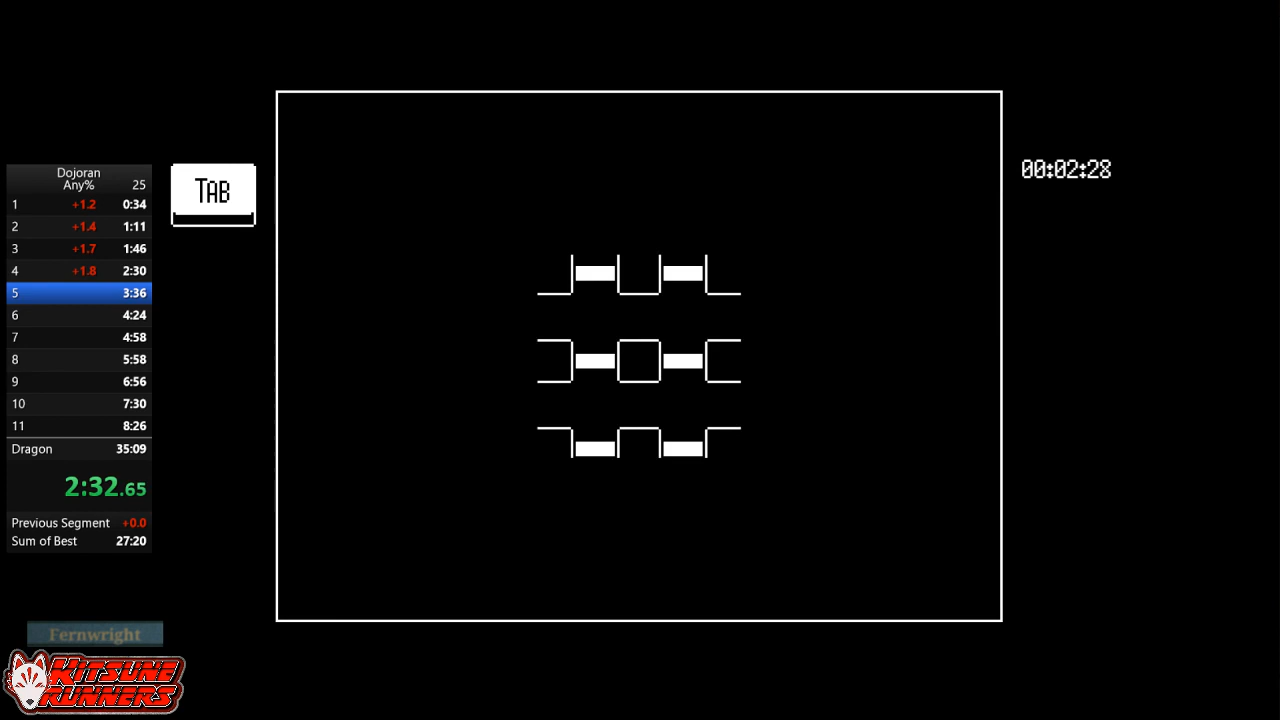 Dojoran
Any% 25
1 +1.2 0:34
2 +1.4 1:11
3 +1.7 1:46
4 +1.8 2:30
5 3:36
6 4:24
7 4:58
8 5:58
9 6:56
10 7:30
11 8:26
Dragon 35:09
2:32.65
Previous Segment +0.0
Sum of Best 27:20
TAB
00:02:28
Fernwright
KITSUNE
RUNNERS